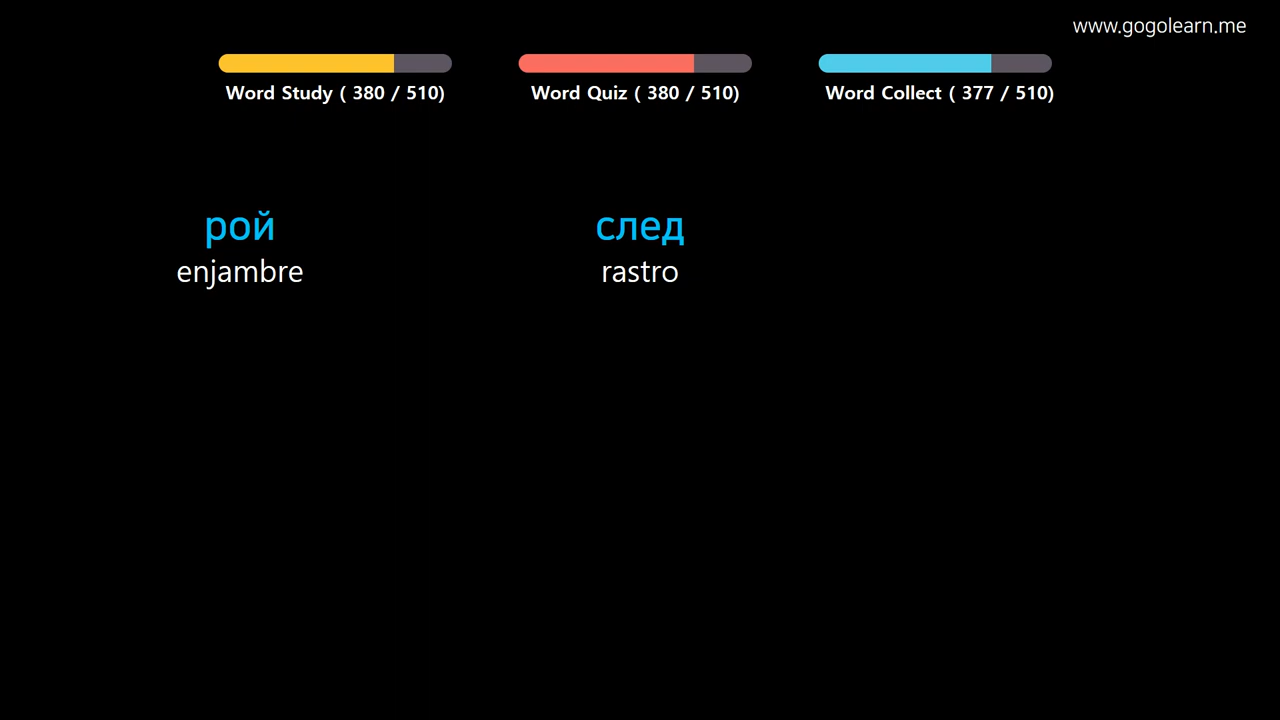 www.gogolearn.me
Word Study ( 380 / 510)
Word Quiz ( 380 / 510)
Word Collect ( 377 / 510)
рой
enjambre
след
rastro